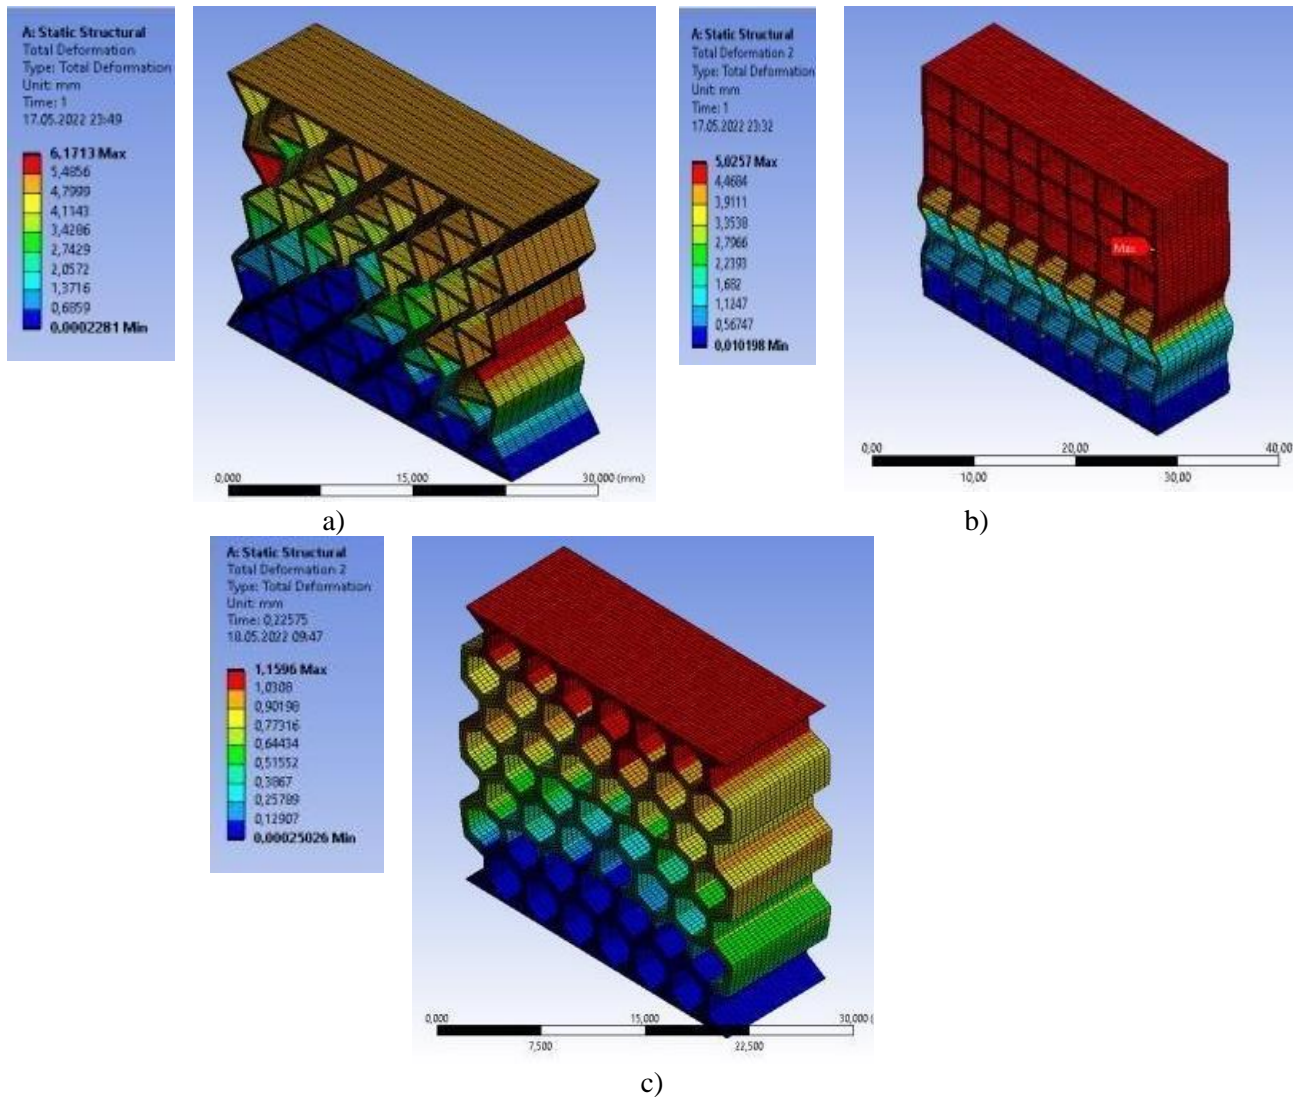 A: Static Structural
Total Deformation
Type: Total Deformation
Unit: mm
Time: 1
17.05.2022 23:49
6,1713 Max
5,4856
4,7999
4,1143
3,4286
2,7429
2,0572
1,3716
0,6859
0,0002281 Min
0,000
15,000
30,000 (mm)
a)
A: Static Structural
Total Deformation 2
Type: Total Deformation
Unit: mm
Time: 1
17.05.2022 23:32
5,0257 Max
4,4684
3,9111
3,3538
2,7966
2,2393
1,682
1,1247
0,56747
0,010198 Min
Max
0,00
20,00
40,00
10,00
30,00
b)
A: Static Structural
Total Deformation 2
Type: Total Deformation
Unit: mm
Time: 0,22575
18.05.2022 09:47
1,1596 Max
1,0308
0,90198
0,77316
0,64434
0,51552
0,3867
0,25789
0,12907
0,00025026 Min
0,000
15,000
30,000 (
7,500
22,500
c)